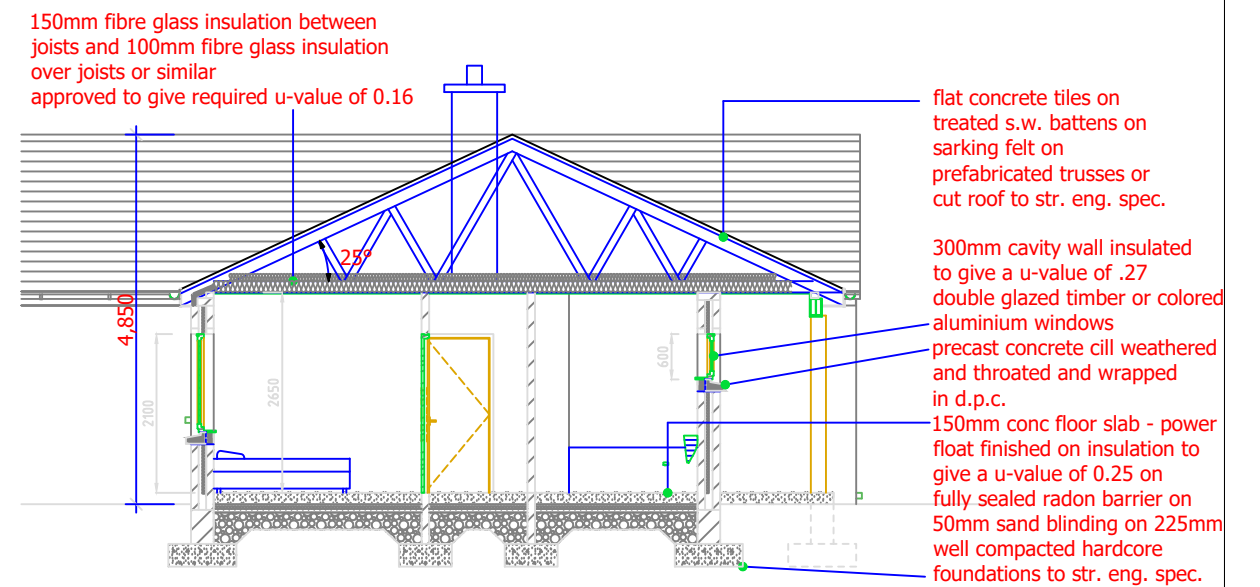 150mm fibre glass insulation between
joists and 100mm fibre glass insulation
over joists or similar
approved to give required u-value of 0.16
flat concrete tiles on
treated s.w. battens on
sarking felt on
prefabricated trusses or
cut roof to str. eng. spec.
25°
4,850
2100
2650
600
300mm cavity wall insulated
to give a u-value of .27
double glazed timber or colored
aluminium windows
precast concrete cill weathered
and throated and wrapped
in d.p.c.
150mm conc floor slab - power
float finished on insulation to
give a u-value of 0.25 on
fully sealed radon barrier on
50mm sand blinding on 225mm
well compacted hardcore
foundations to str. eng. spec.